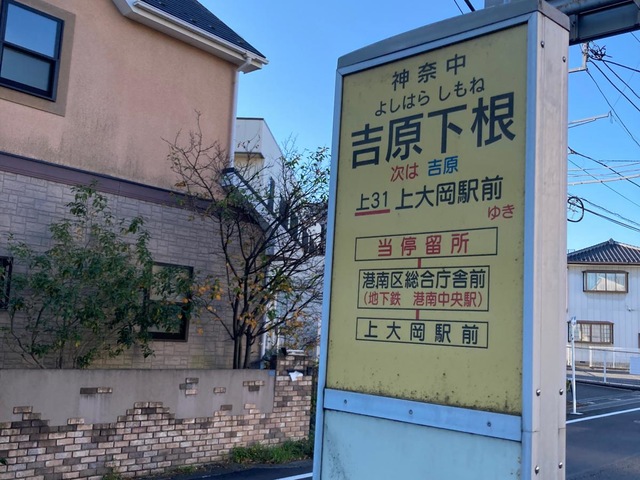 神奈中
よしはら しもね
吉原下根
次は 吉原
上31 上大岡駅前
ゆき
当停留所
港南区総合庁舎前
(地下鉄 港南中央駅)
上大岡駅前